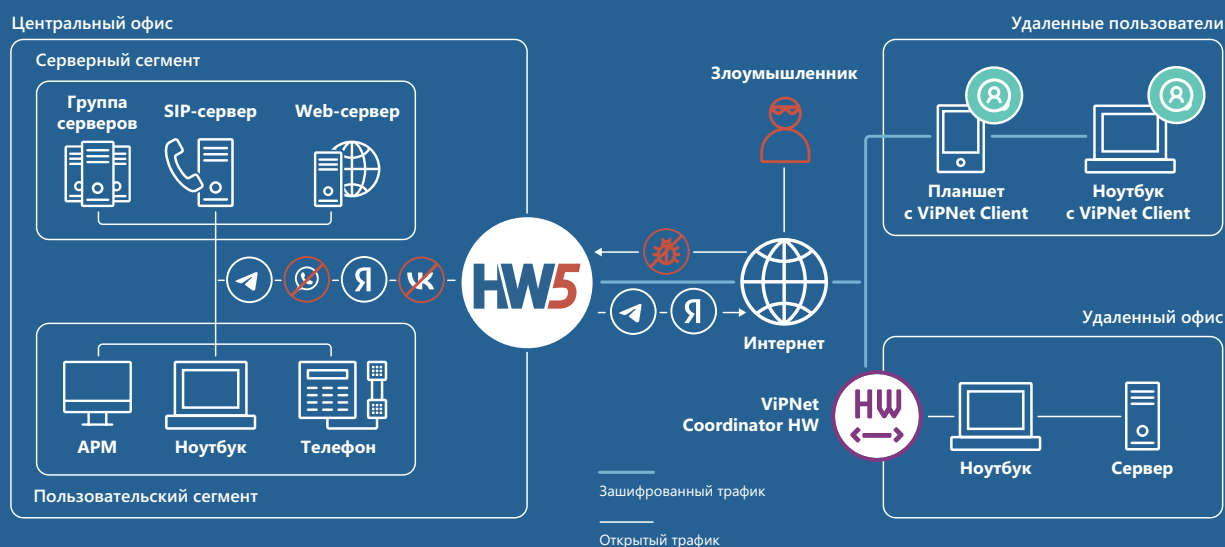 Центральный офис
Серверный сегмент
Группа
серверов
SIP-сервер
Web-сервер
Я
HW5
АРМ
Ноутбук
Телефон
Пользовательский сегмент
Злоумышленник
Я
Интернет
Удаленные пользователи
Планшет
с ViPNet Client
Ноутбук
с ViPNet Client
Удаленный офис
ViPNet
Coordinator HW
HW
Ноутбук
Сервер
Зашифрованный трафик
Открытый трафик